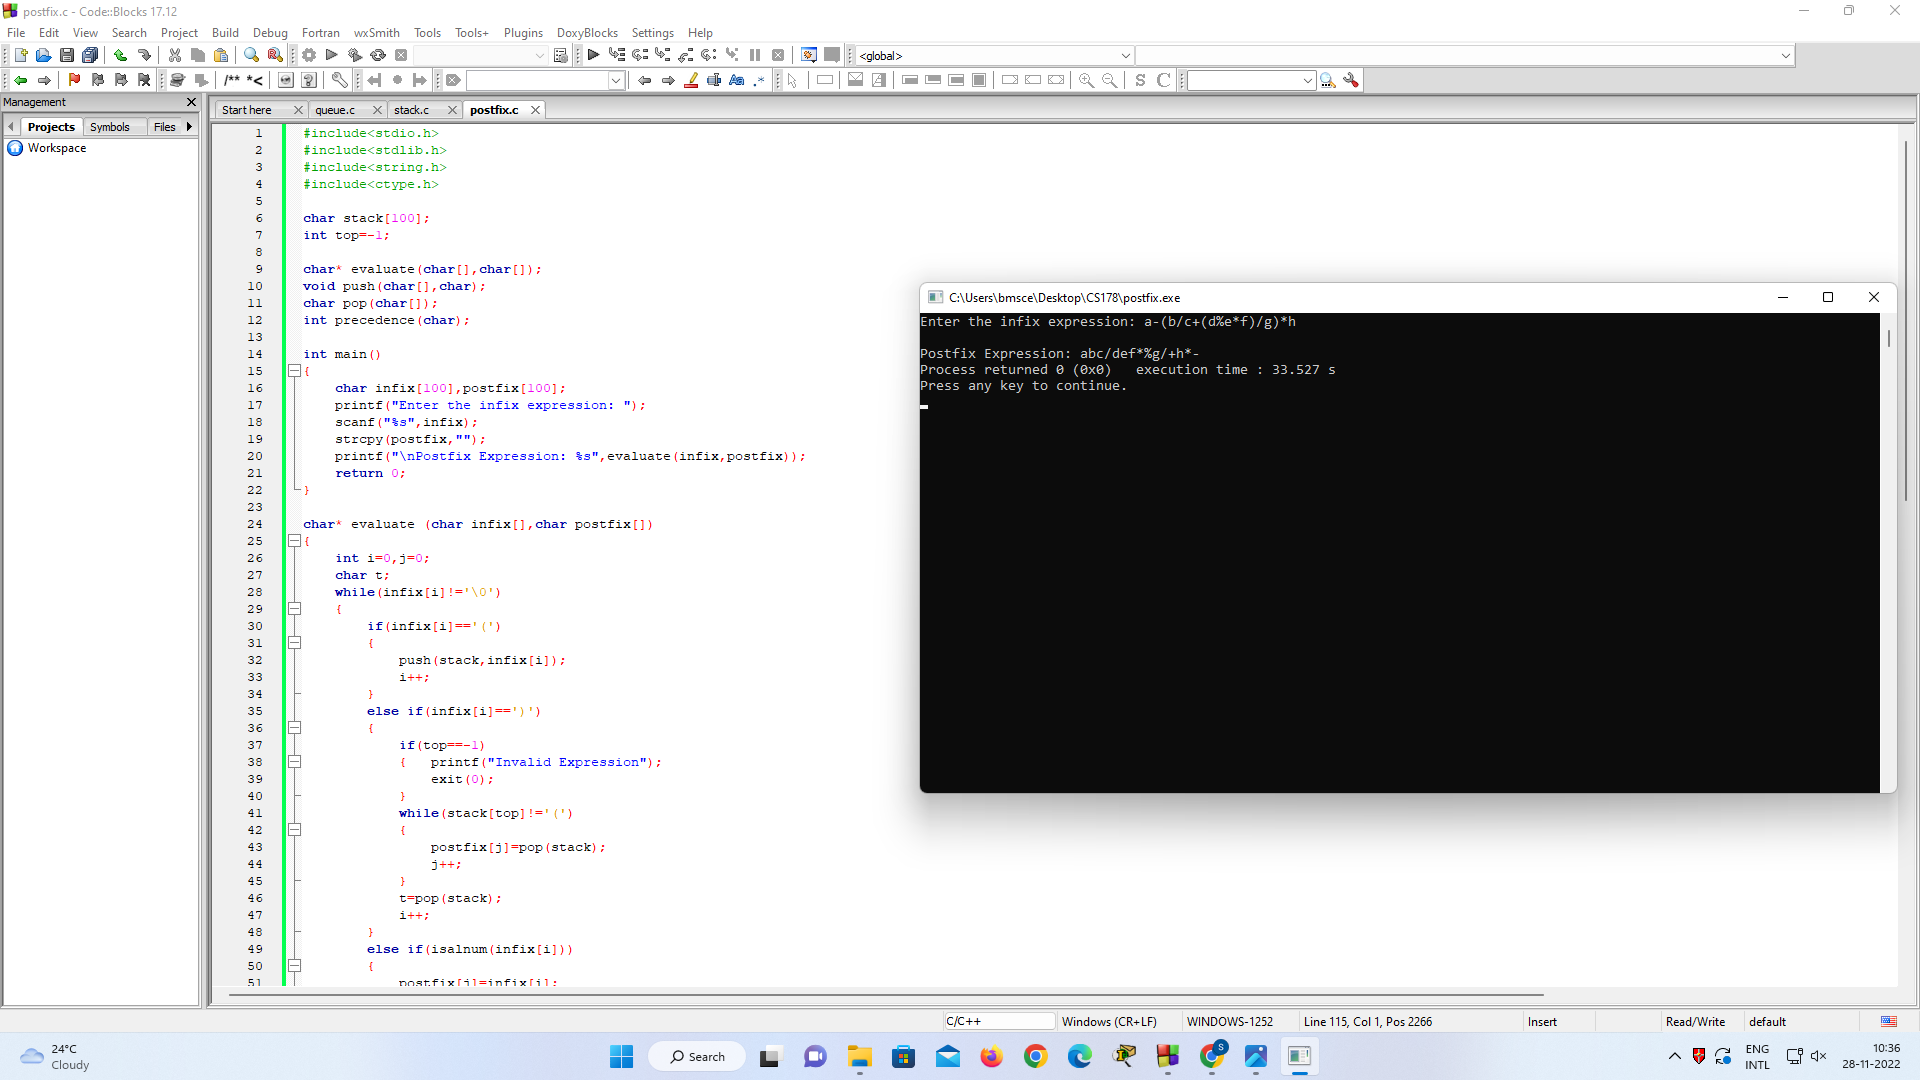 postfix.c - Code::Blocks 17.12
File Edit View Search Project Build Debug Fortran wxSmith Tools Tools+ Plugins DoxyBlocks Settings Help
<global>
/** *<
Aa .*
S C
Management
Start here queue.c stack.c postfix.c
Projects Symbols Files
Workspace
1 #include<stdio.h>
2 #include<stdlib.h>
3 #include<string.h>
4 #include<ctype.h>
5
6 char stack[100];
7 int top=-1;
8
9 char* evaluate(char[],char[]);
10 void push(char[],char);
11 char pop(char[]);
12 int precedence(char);
13
14 int main()
15 {
16 char infix[100],postfix[100];
17 printf("Enter the infix expression: ");
18 scanf("%s",infix);
19 strcpy(postfix,"");
20 printf("\nPostfix Expression: %s",evaluate(infix,postfix));
21 return 0;
22 }
23
24 char* evaluate (char infix[],char postfix[])
25 {
26 int i=0,j=0;
27 char t;
28 while(infix[i]!='\0')
29 {
30 if(infix[i]=='(')
31 {
32 push(stack,infix[i]);
33 i++;
34 }
35 else if(infix[i]==')')
36 {
37 if(top==-1)
38 { printf("Invalid Expression");
39 exit(0);
40 }
41 while(stack[top]!='(')
42 {
43 postfix[j]=pop(stack);
44 j++;
45 }
46 t=pop(stack);
47 i++;
48 }
49 else if(isalnum(infix[i]))
50 {
51 postfix[j]=infix[i];
C:\Users\bmsce\Desktop\CS178\postfix.exe
Enter the infix expression: a-(b/c+(d%e*f)/g)*h
Postfix Expression: abc/def*%g/+h*-
Process returned 0 (0x0) execution time : 33.527 s
Press any key to continue.
C/C++ Windows (CR+LF) WINDOWS-1252 Line 115, Col 1, Pos 2266 Insert Read/Write default
24°C
Cloudy
Search
S
ENG
INTL
10:36
28-11-2022